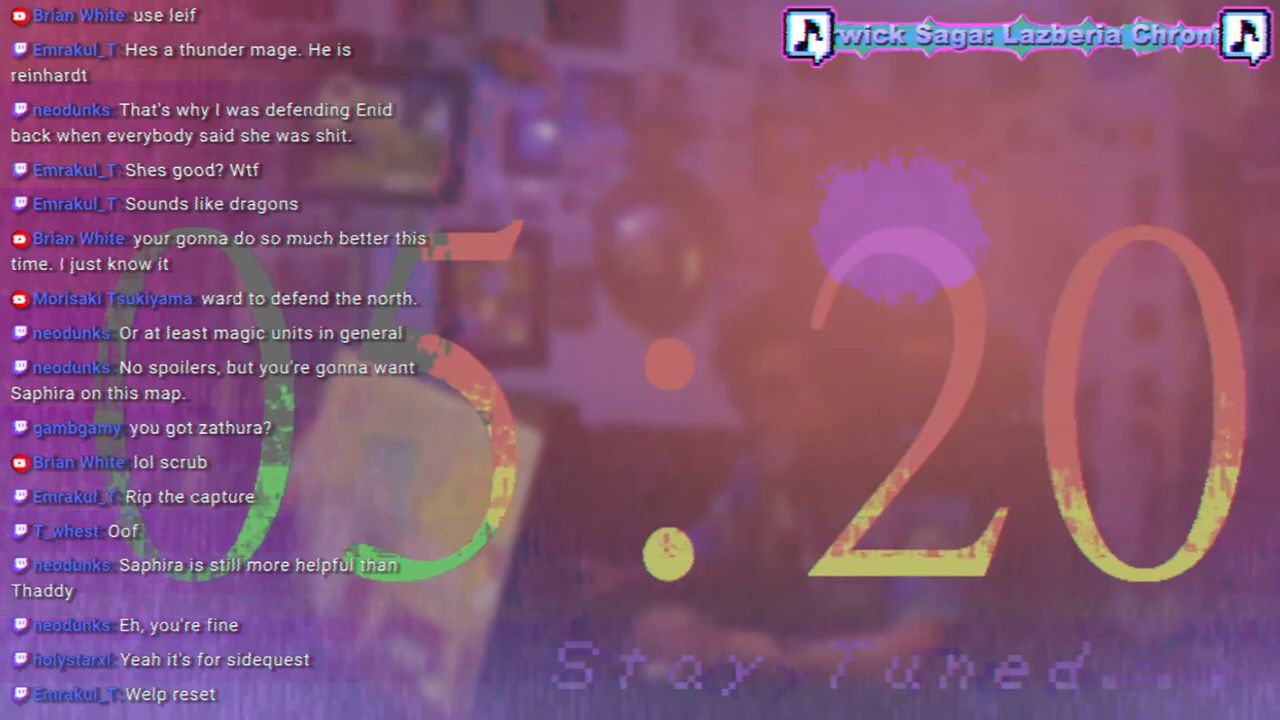 Brian White: use leif
Emrakul_T: Hes a thunder mage. He is
reinhardt
neodunks: That's why I was defending Enid
back when everybody said she was shit.
Emrakul_T: Shes good? Wtf
Emrakul_T: Sounds like dragons
Brian White: your gonna do so much better this
time. I just know it
Morisaki Tsukiyama: ward to defend the north.
neodunks: Or at least magic units in general
neodunks: No spoilers, but you're gonna want
Saphira on this map.
gambgamy: you got zathura?
Brian White: lol scrub
Emrakul_T: Rip the capture
T_whest: Oof
neodunks: Saphira is still more helpful than
Thaddy
neodunks: Eh, you're fine
holystarxl: Yeah it's for sidequest
Emrakul_T: Welp reset
wick Saga: Lazberia Chroni
05:20
Stay Tuned...